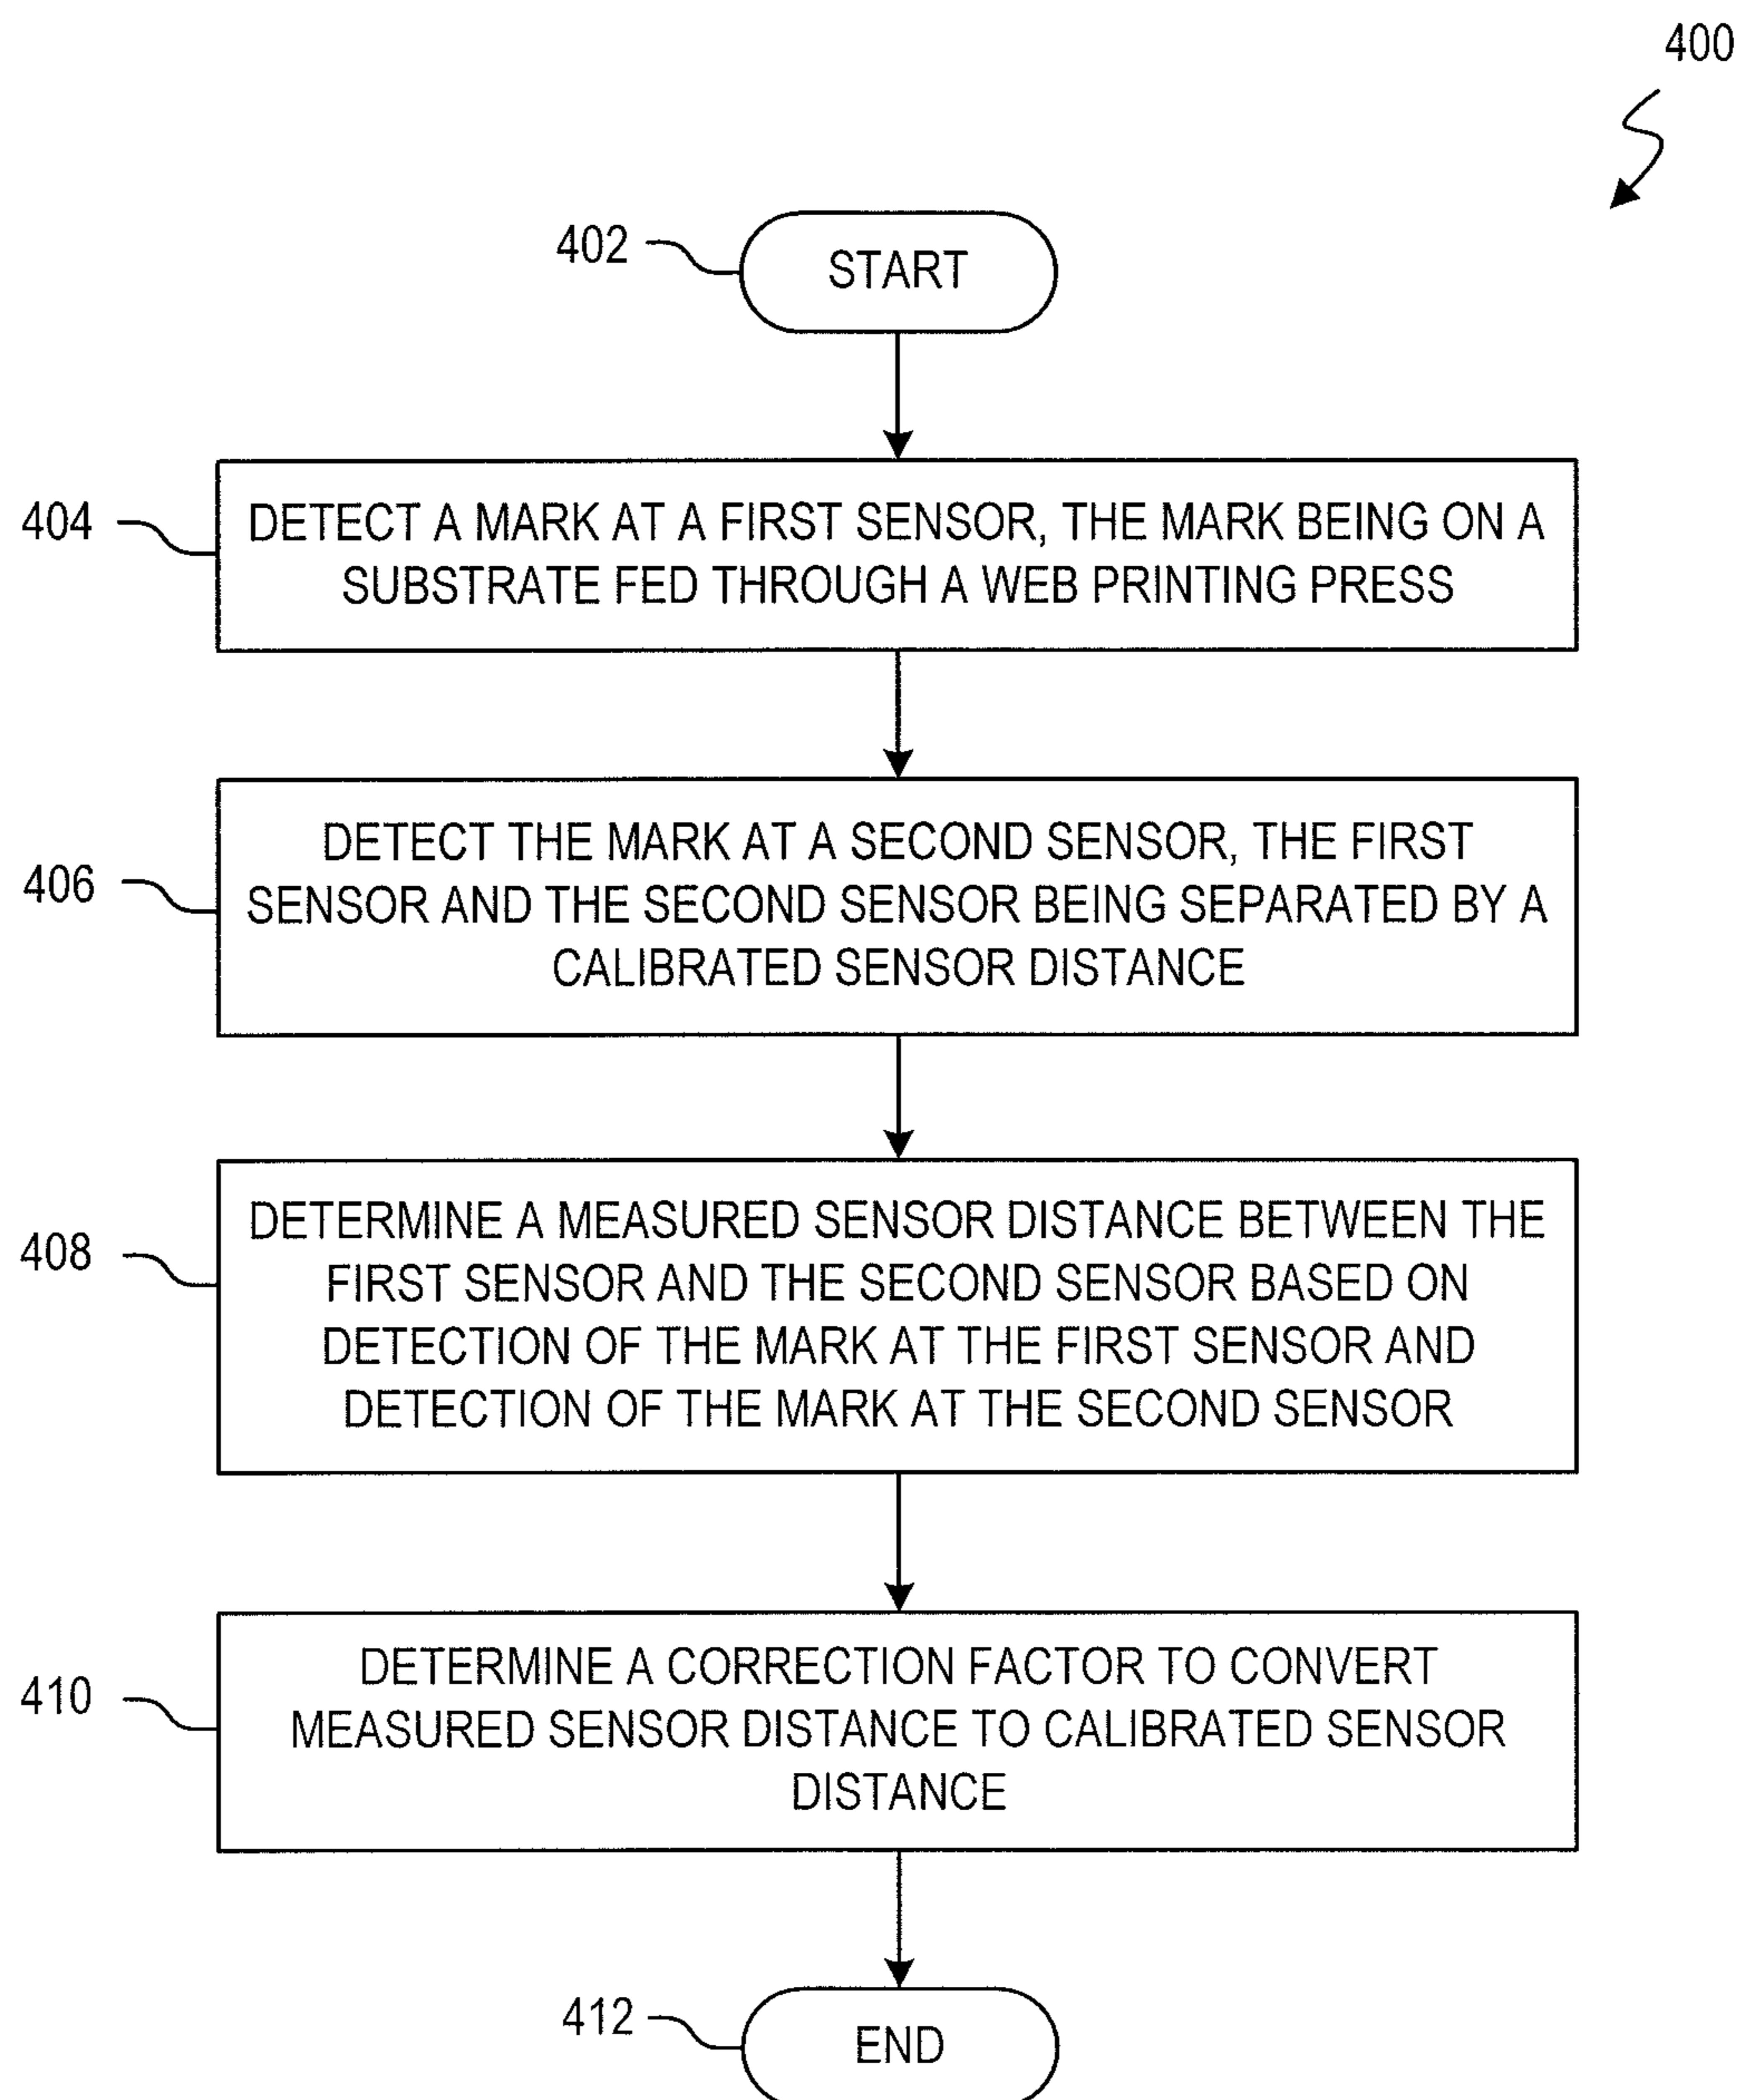 400
402
START
404
DETECT A MARK AT A FIRST SENSOR, THE MARK BEING ON A
SUBSTRATE FED THROUGH A WEB PRINTING PRESS
406
DETECT THE MARK AT A SECOND SENSOR, THE FIRST
SENSOR AND THE SECOND SENSOR BEING SEPARATED BY A
CALIBRATED SENSOR DISTANCE
408
DETERMINE A MEASURED SENSOR DISTANCE BETWEEN THE
FIRST SENSOR AND THE SECOND SENSOR BASED ON
DETECTION OF THE MARK AT THE FIRST SENSOR AND
DETECTION OF THE MARK AT THE SECOND SENSOR
410
DETERMINE A CORRECTION FACTOR TO CONVERT
MEASURED SENSOR DISTANCE TO CALIBRATED SENSOR
DISTANCE
412
END